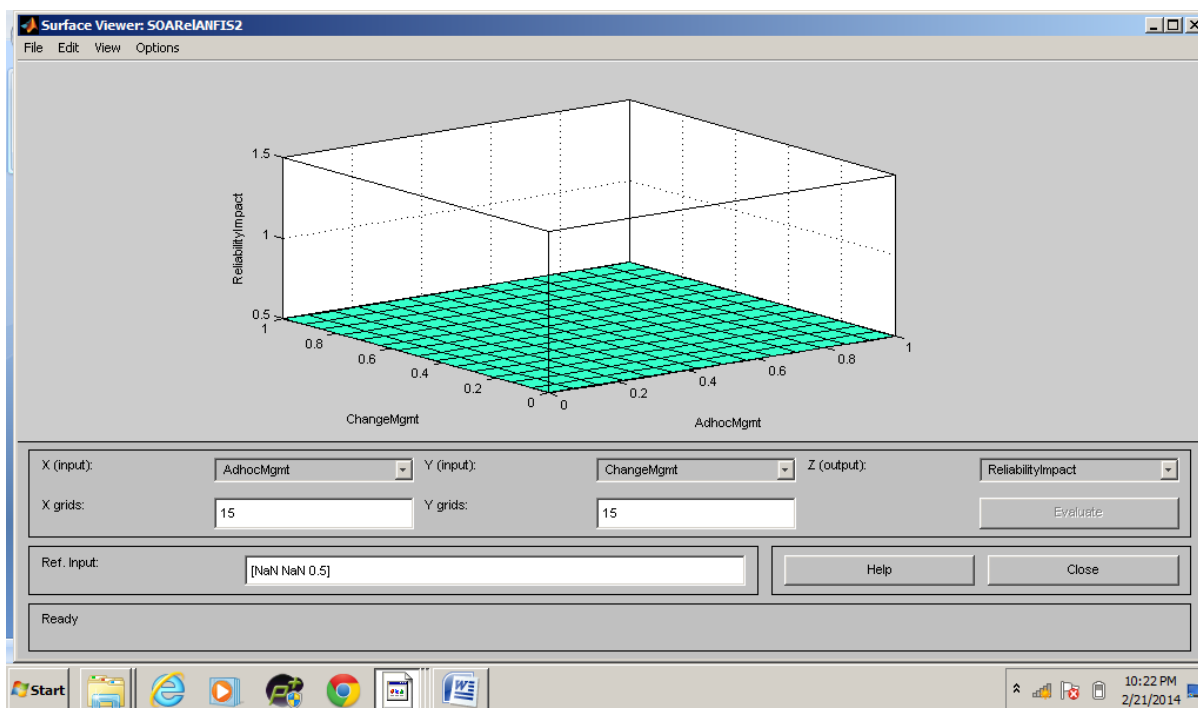 Surface Viewer: SOARelANFIS2
File Edit View Options
1.5
1
0.5
ReliabilityImpact
1
0.8
0.6
0.4
0.2
0
ChangeMgmt
0
0.2
0.4
0.6
0.8
1
AdhocMgmt
X (input): AdhocMgmt Y (input): ChangeMgmt Z (output): ReliabilityImpact
X grids: 15 Y grids: 15 Evaluate
Ref. Input: [NaN NaN 0.5] Help Close
Ready
Start 10:22 PM
2/21/2014